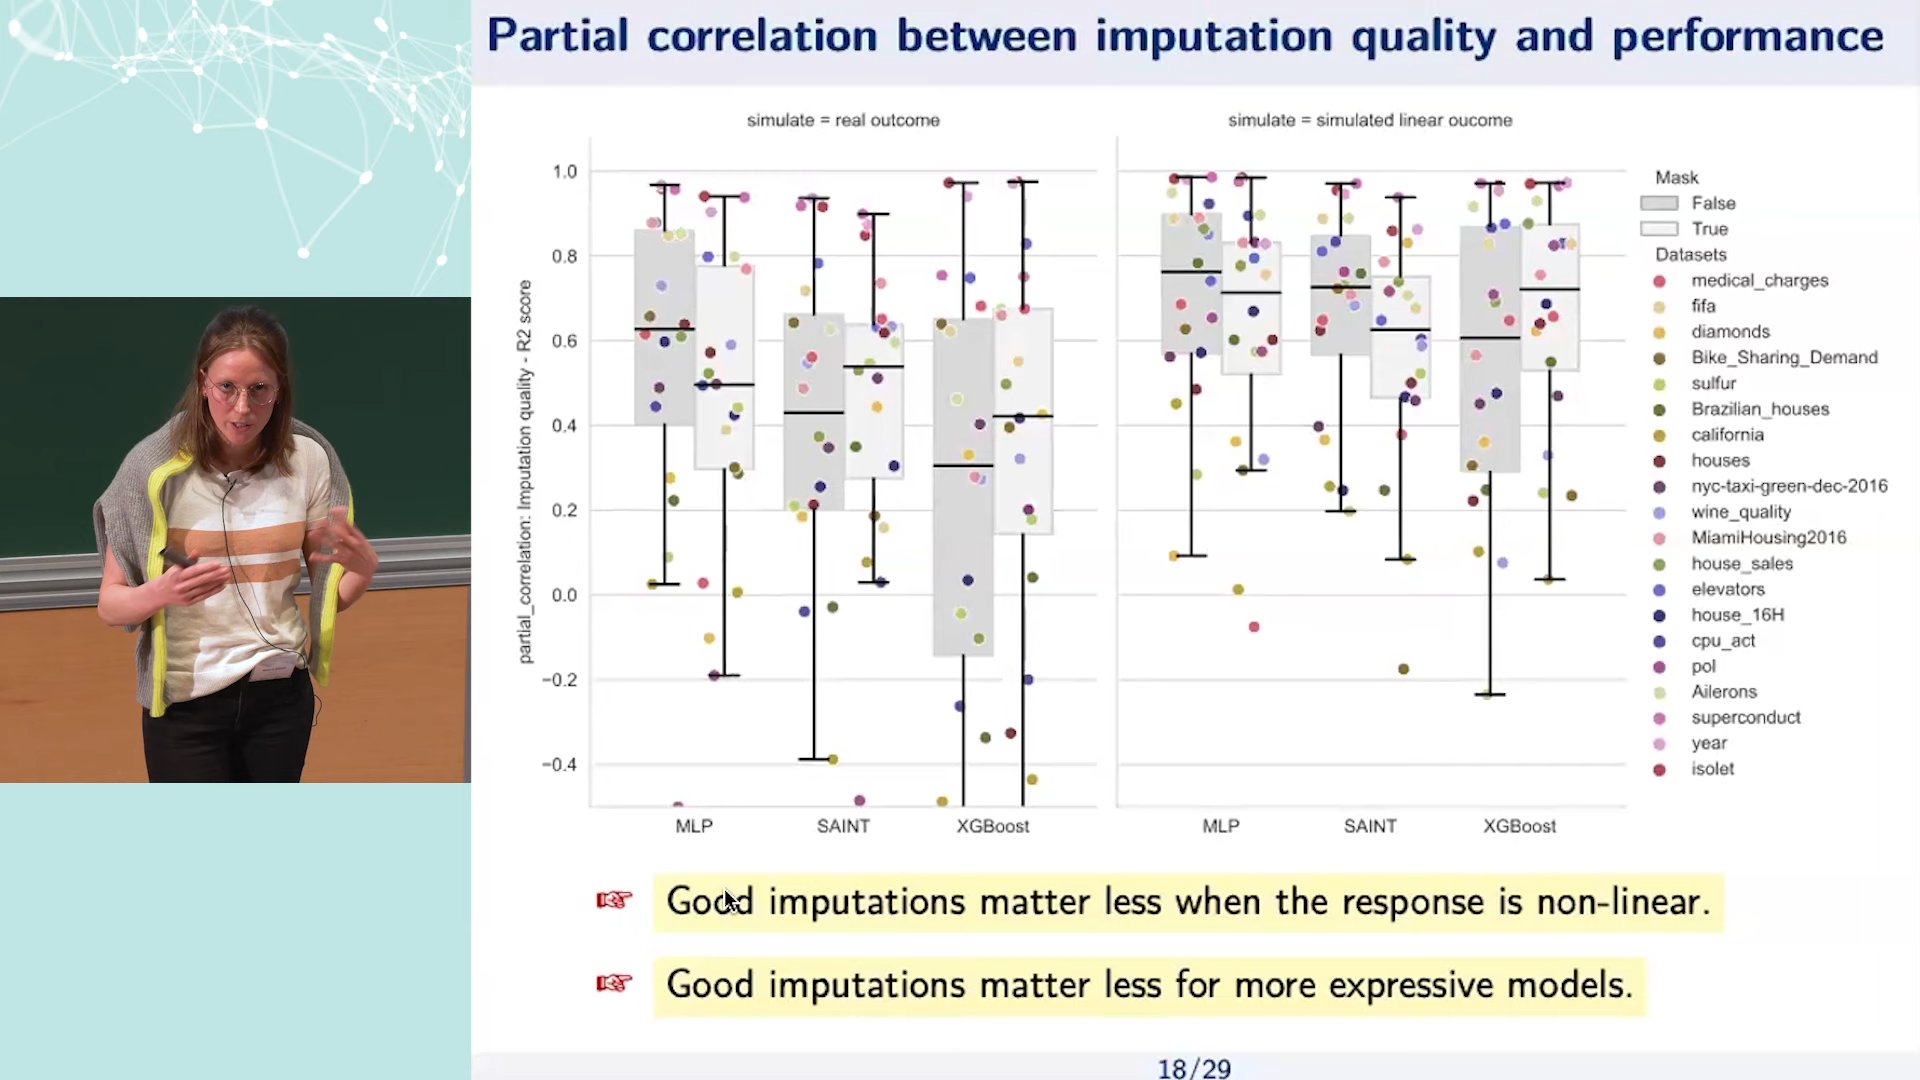 Partial correlation between imputation quality and performance
simulate = real outcome
simulate = simulated linear oucome
partial_correlation: Imputation quality - R2 score
1.0
0.8
0.6
0.4
0.2
0.0
−0.2
−0.4
MLP
SAINT
XGBoost
MLP
SAINT
XGBoost
Mask
False
True
Datasets
medical_charges
fifa
diamonds
Bike_Sharing_Demand
sulfur
Brazilian_houses
california
houses
nyc-taxi-green-dec-2016
wine_quality
MiamiHousing2016
house_sales
elevators
house_16H
cpu_act
pol
Ailerons
superconduct
year
isolet
Good imputations matter less when the response is non-linear.
Good imputations matter less for more expressive models.
18/29